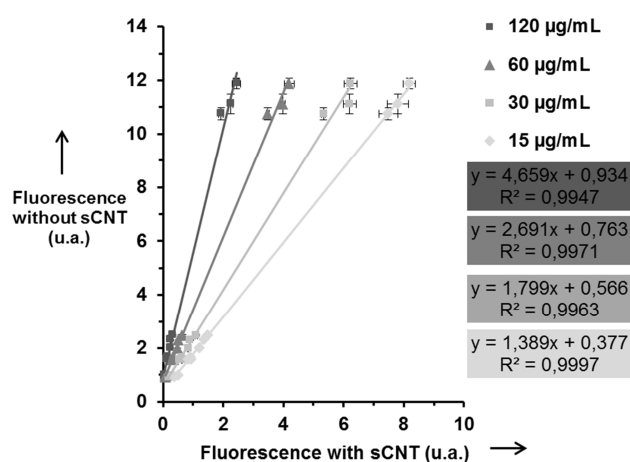 14
12
10
8
6
4
2
0
Fluorescence
without sCNT
(u.a.)
0 2 4 6 8 10
Fluorescence with sCNT (u.a.)
120 µg/mL
60 µg/mL
30 µg/mL
15 µg/mL
y = 4,659x + 0,934
R² = 0,9947
y = 2,691x + 0,763
R² = 0,9971
y = 1,799x + 0,566
R² = 0,9963
y = 1,389x + 0,377
R² = 0,9997